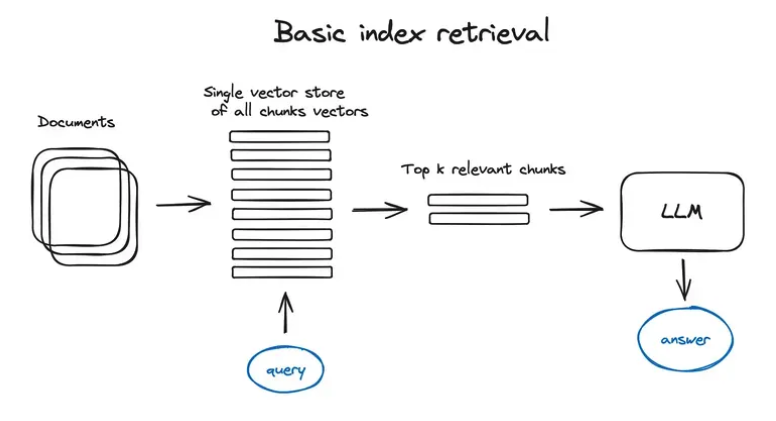 Basic index retrieval
Single vector store
of all chunks vectors
Documents
Top k relevant chunks
LLM
query
answer